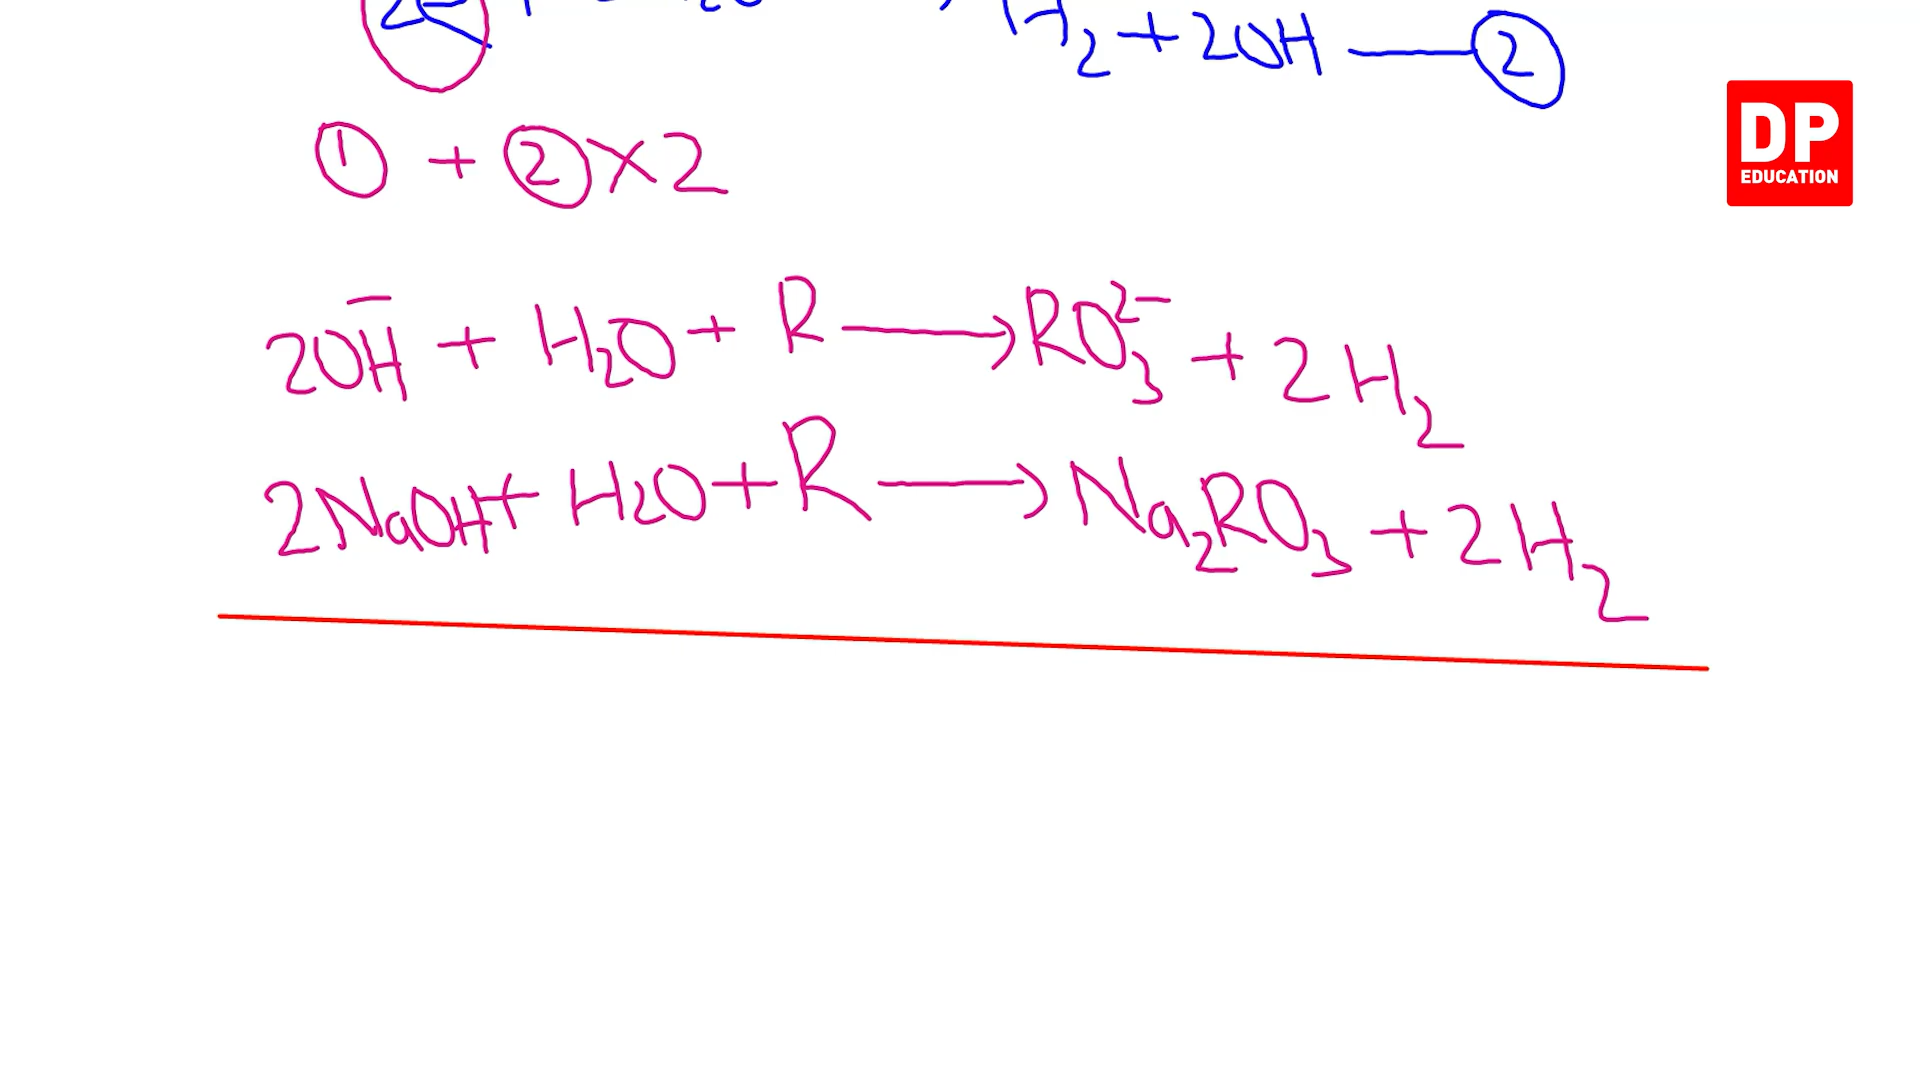 H₂ + 2OH — ②
DP
EDUCATION
① + ② × 2
2OH⁻ + H₂O + R → RO₃²⁻ + 2H₂
2NaOH + H₂O + R → Na₂RO₃ + 2H₂